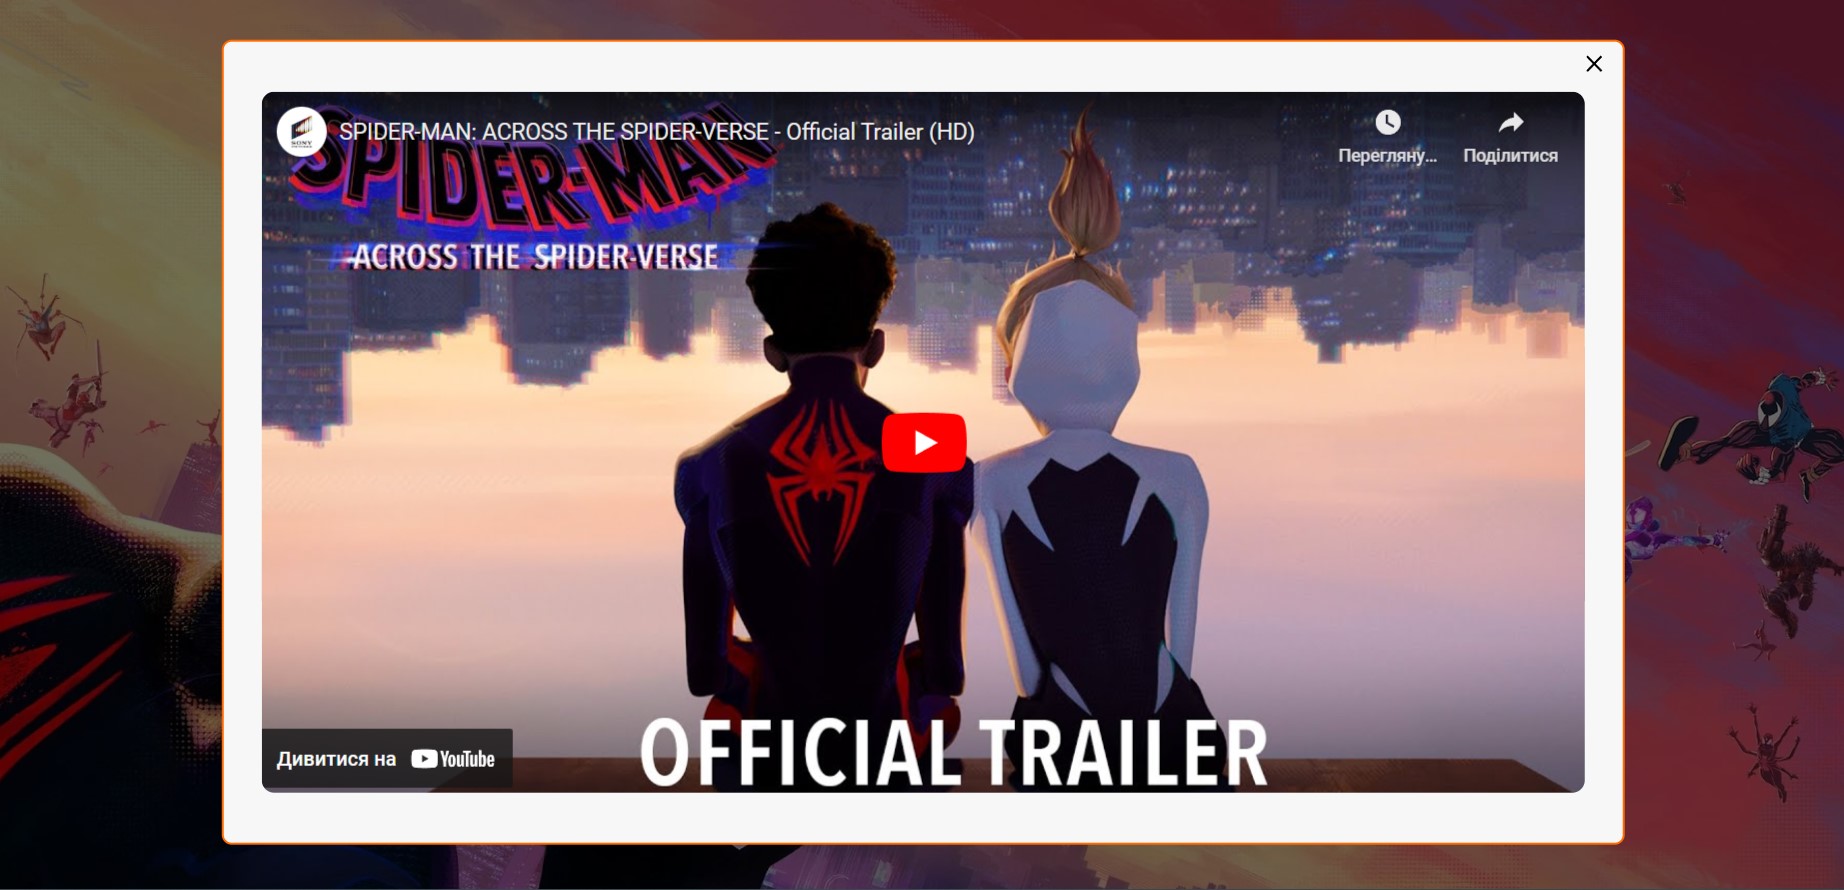 SONY
SPIDER-MAN: ACROSS THE SPIDER-VERSE - Official Trailer (HD)
Перегляну...
Поділитися
SPIDER-MAN
ACROSS THE SPIDER-VERSE
OFFICIAL TRAILER
Дивитися на YouTube